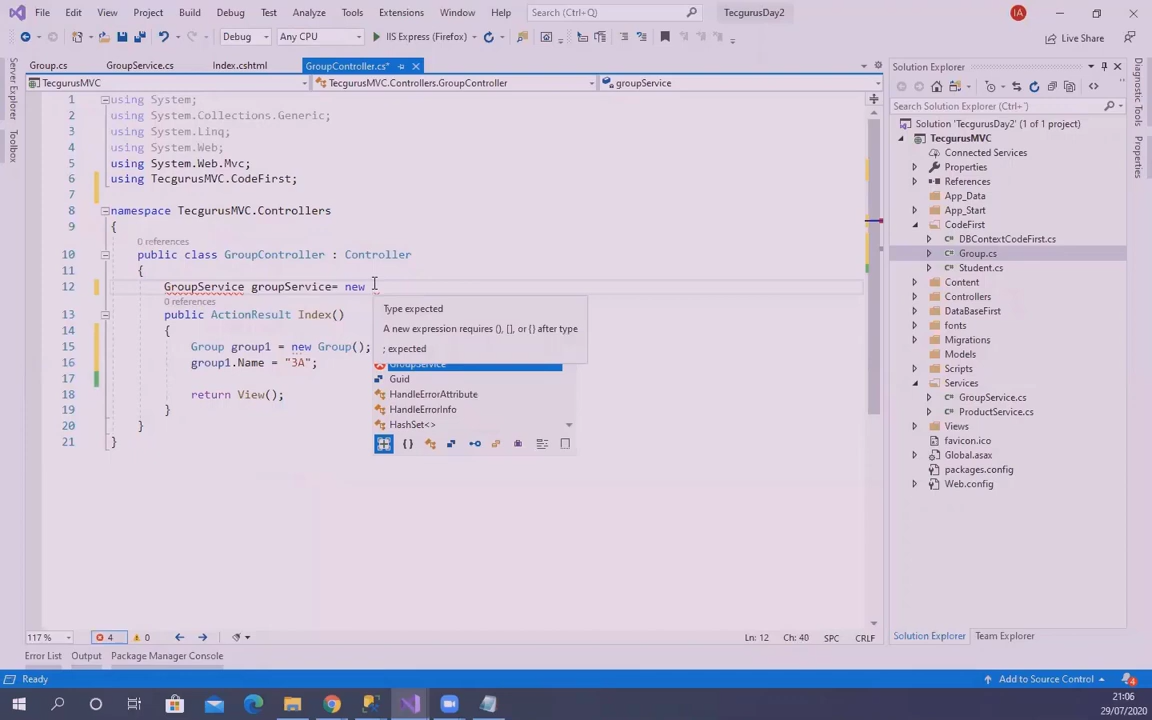 File Edit View Project Build Debug Test Analyze Tools Extensions Window Help Search (Ctrl+Q) TecgurusDay2 IA
Debug Any CPU IIS Express (Firefox) Live Share
Group.cs GroupService.cs Index.cshtml GroupController.cs*
TecgurusMVC TecgurusMVC.Controllers.GroupController groupService
Server Explorer
Toolbox
1 using System;
2 using System.Collections.Generic;
3 using System.Linq;
4 using System.Web;
5 using System.Web.Mvc;
6 using TecgurusMVC.CodeFirst;
7
8 namespace TecgurusMVC.Controllers
9 {
0 references
10 public class GroupController : Controller
11 {
12 GroupService groupService= new
0 references
13 public ActionResult Index()
14 {
15 Group group1 = new Group();
16 group1.Name = "3A";
17
18 return View();
19 }
20 }
21 }
Type expected
A new expression requires (), [], or {} after type
; expected
GroupService
Guid
HandleErrorAttribute
HandleErrorInfo
HashSet<>
117 % 4 0 Ln: 12 Ch: 40 SPC CRLF
Error List Output Package Manager Console
Solution Explorer
Search Solution Explorer (Ctrl+')
Solution 'TecgurusDay2' (1 of 1 project)
TecgurusMVC
Connected Services
Properties
References
App_Data
App_Start
CodeFirst
DBContextCodeFirst.cs
Group.cs
Student.cs
Content
Controllers
DataBaseFirst
fonts
Migrations
Models
Scripts
Services
GroupService.cs
ProductService.cs
Views
favicon.ico
Global.asax
packages.config
Web.config
Solution Explorer Team Explorer
Diagnostic Tools
Properties
Ready Add to Source Control 4
21:06
29/07/2020